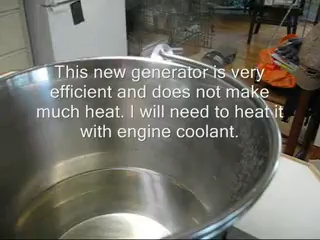 This new generator is very
efficient and does not make
much heat. I will need to heat it
with engine coolant.